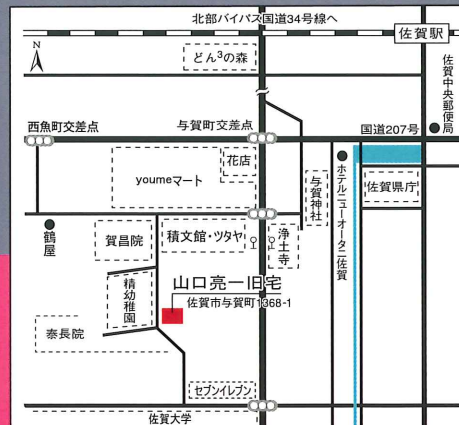 北部バイパス国道34号線へ
佐賀駅
N
どん³の森
佐賀中央郵便局
西魚町交差点
与賀町交差点
国道207号
花店
youmeマート
与賀神社
ホテルニューオータニ佐賀
佐賀県庁
鶴屋
賀昌院
積文館・ツタヤ
浄土寺
精幼稚園
山口亮一旧宅
佐賀市与賀町1368-1
泰長院
セブンイレブン
佐賀大学